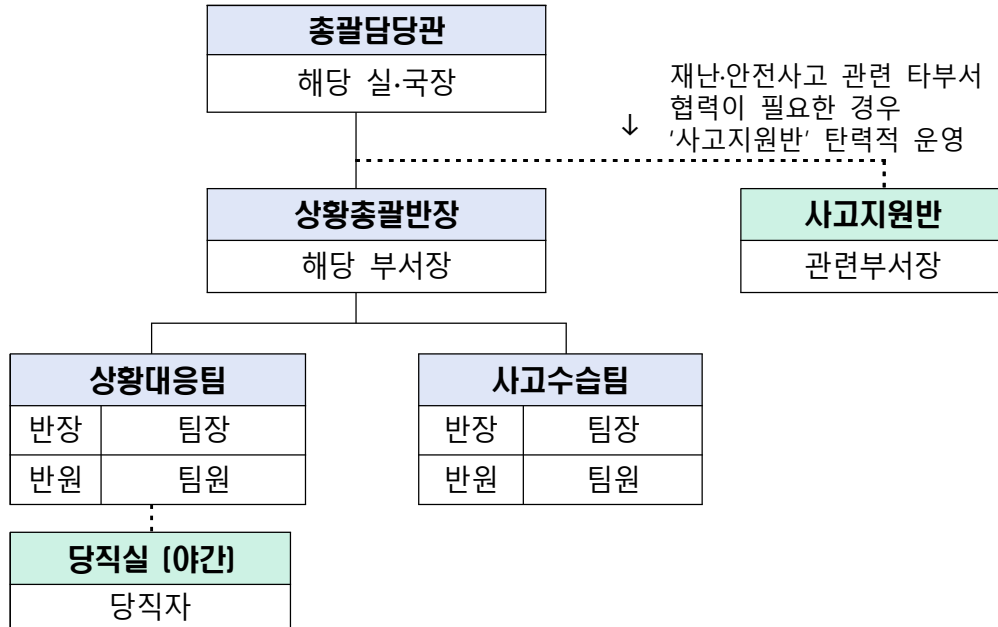 총괄담당관
해당 실·국장
재난·안전사고 관련 타부서
협력이 필요한 경우
↓ '사고지원반' 탄력적 운영
상황총괄반장
해당 부서장
사고지원반
관련부서장
상황대응팀
반장 팀장
반원 팀원
사고수습팀
반장 팀장
반원 팀원
당직실 (야간)
당직자